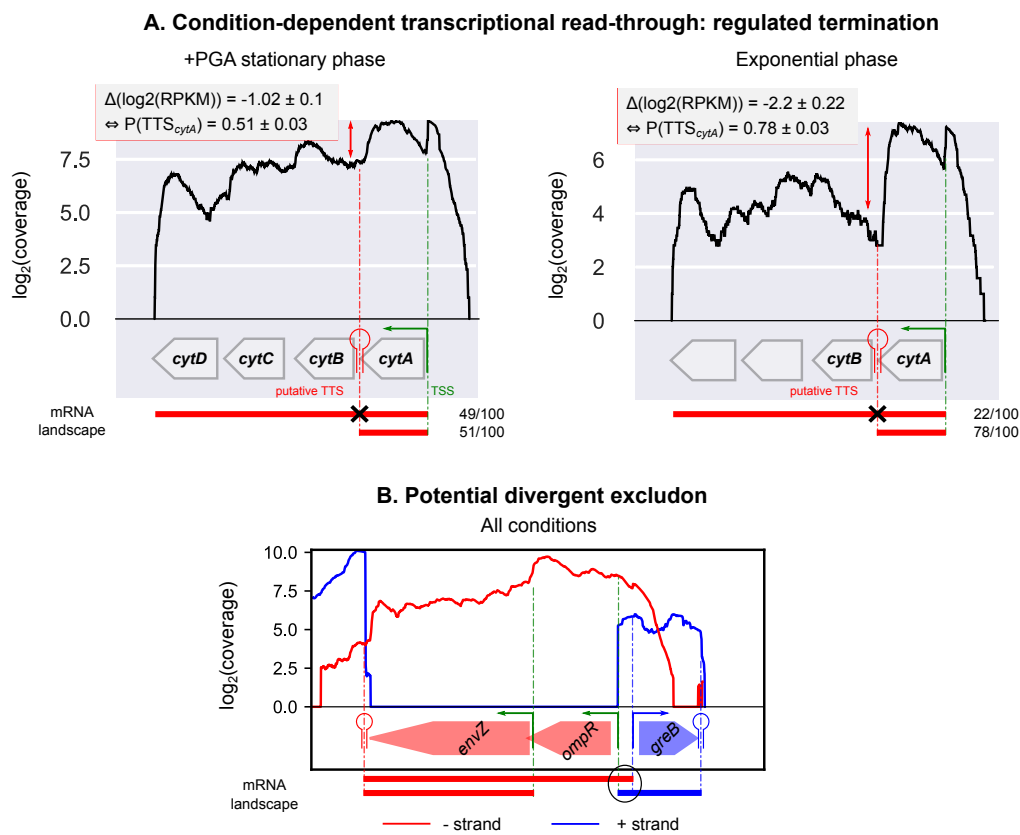 A. Condition-dependent transcriptional read-through: regulated termination
+PGA stationary phase
Δ(log2(RPKM)) = -1.02 ± 0.1
⇔ P(TTScytA) = 0.51 ± 0.03
log2(coverage)
7.5
5.0
2.5
0.0
cytD
cytC
cytB
cytA
putative TTS
TSS
mRNA
landscape
49/100
51/100
Exponential phase
Δ(log2(RPKM)) = -2.2 ± 0.22
⇔ P(TTScytA) = 0.78 ± 0.03
log2(coverage)
6
4
2
0
cytB
cytA
putative TTS
22/100
78/100
B. Potential divergent excludon
All conditions
log2(coverage)
10.0
7.5
5.0
2.5
0.0
envZ
ompR
greB
mRNA
landscape
- strand
+ strand